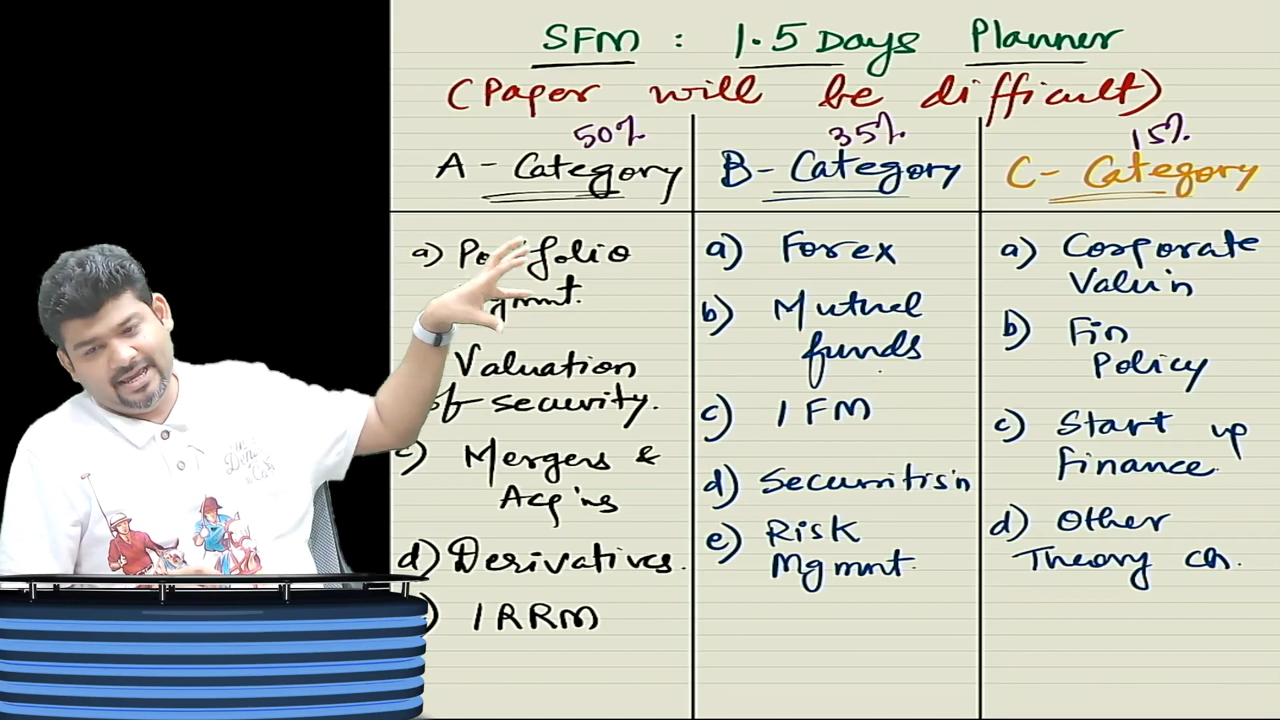 SFM : 1.5 Days Planner
(Paper will be difficult)
50%
A - Category
a) Portfolio
Mgmnt.
Valuation
of security.
c) Mergers &
Acq'ns
d) Derivatives.
) IRRM
35%
B - Category
a) Forex
b) Mutual
funds
c) IFM
d) Securitis'n
e) Risk
Mgmnt.
15%
C - Category
a) Corporate
Valu'n
b) Fin
Policy
c) Start up
Finance
d) Other
Theory ch.